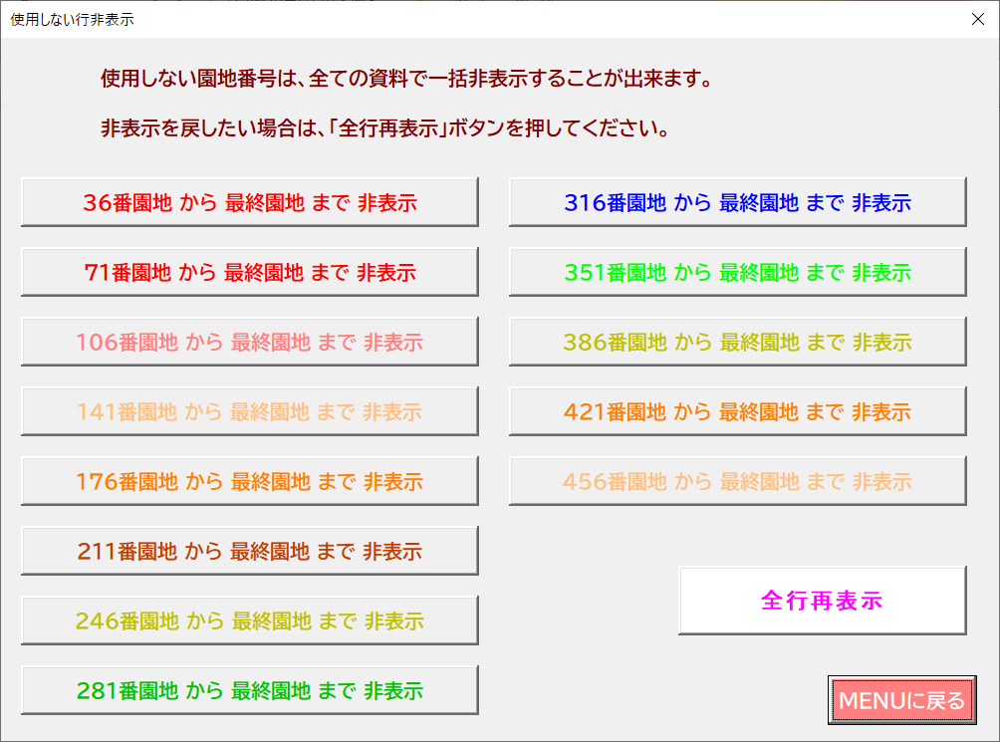 使用しない行非表示
使用しない園地番号は、全ての資料で一括非表示することが出来ます。
非表示を戻したい場合は、「全行再表示」ボタンを押してください。
36番園地 から 最終園地 まで 非表示
71番園地 から 最終園地 まで 非表示
106番園地 から 最終園地 まで 非表示
141番園地 から 最終園地 まで 非表示
176番園地 から 最終園地 まで 非表示
211番園地 から 最終園地 まで 非表示
246番園地 から 最終園地 まで 非表示
281番園地 から 最終園地 まで 非表示
316番園地 から 最終園地 まで 非表示
351番園地 から 最終園地 まで 非表示
386番園地 から 最終園地 まで 非表示
421番園地 から 最終園地 まで 非表示
456番園地 から 最終園地 まで 非表示
全行再表示
MENUに戻る